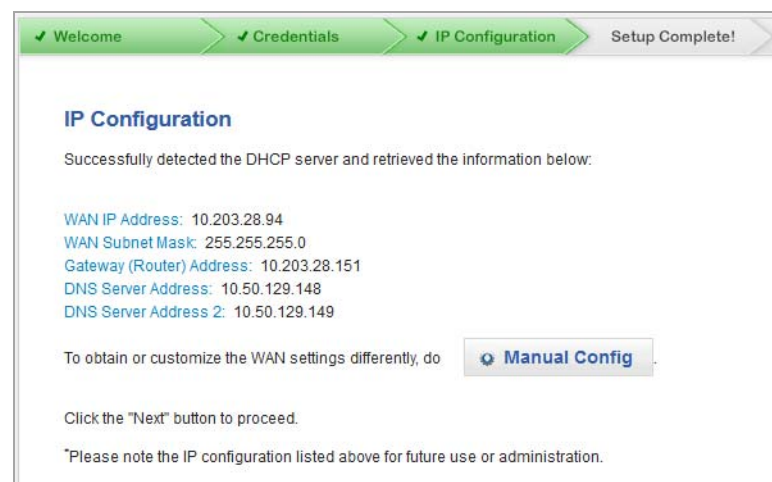 ✔ Welcome ✔ Credentials ✔ IP Configuration Setup Complete!
IP Configuration
Successfully detected the DHCP server and retrieved the information below:
WAN IP Address: 10.203.28.94
WAN Subnet Mask: 255.255.255.0
Gateway (Router) Address: 10.203.28.151
DNS Server Address: 10.50.129.148
DNS Server Address 2: 10.50.129.149
To obtain or customize the WAN settings differently, do Manual Config.
Click the "Next" button to proceed.
*Please note the IP configuration listed above for future use or administration.